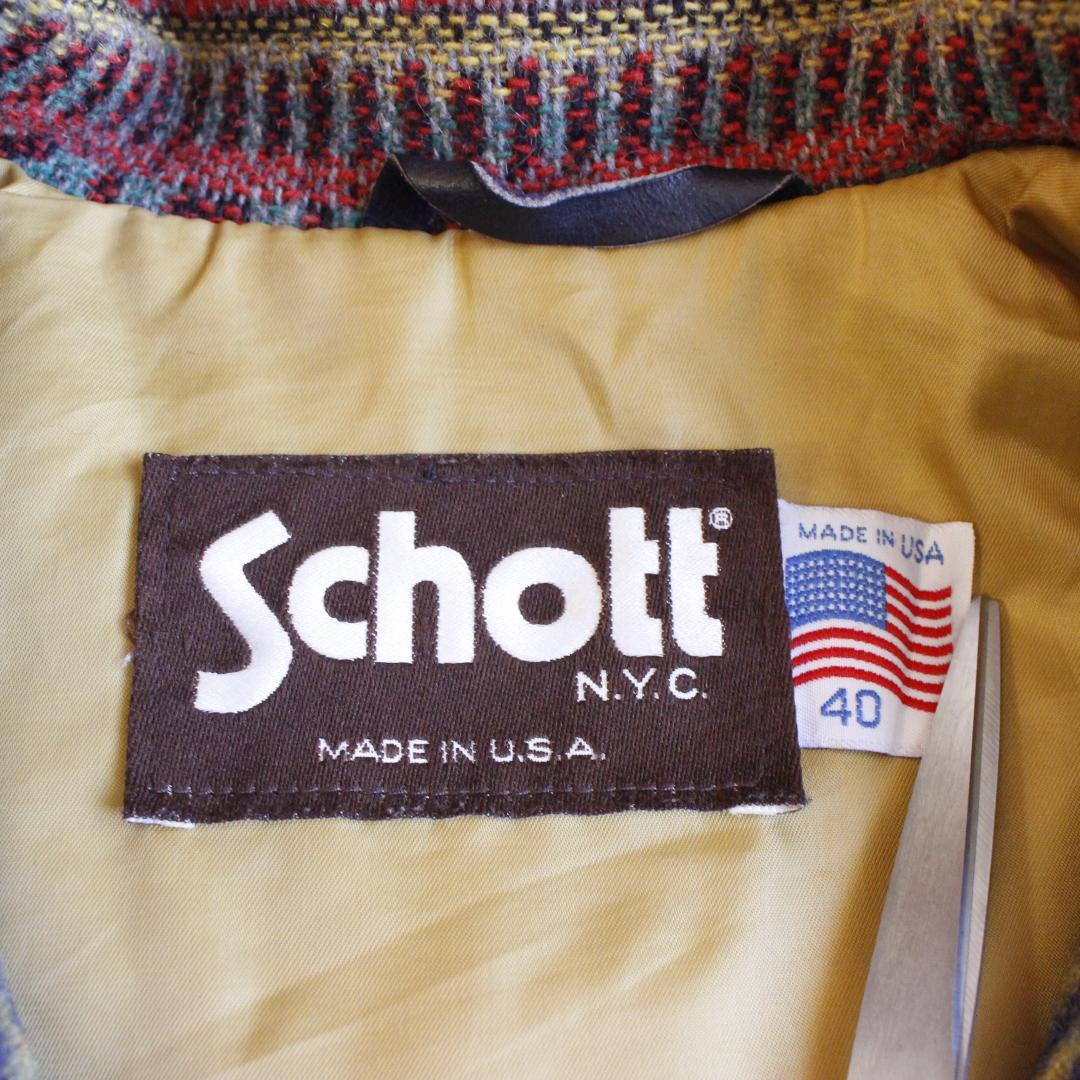 Schott®
N.Y.C.
MADE IN U.S.A.
MADE IN USA
40